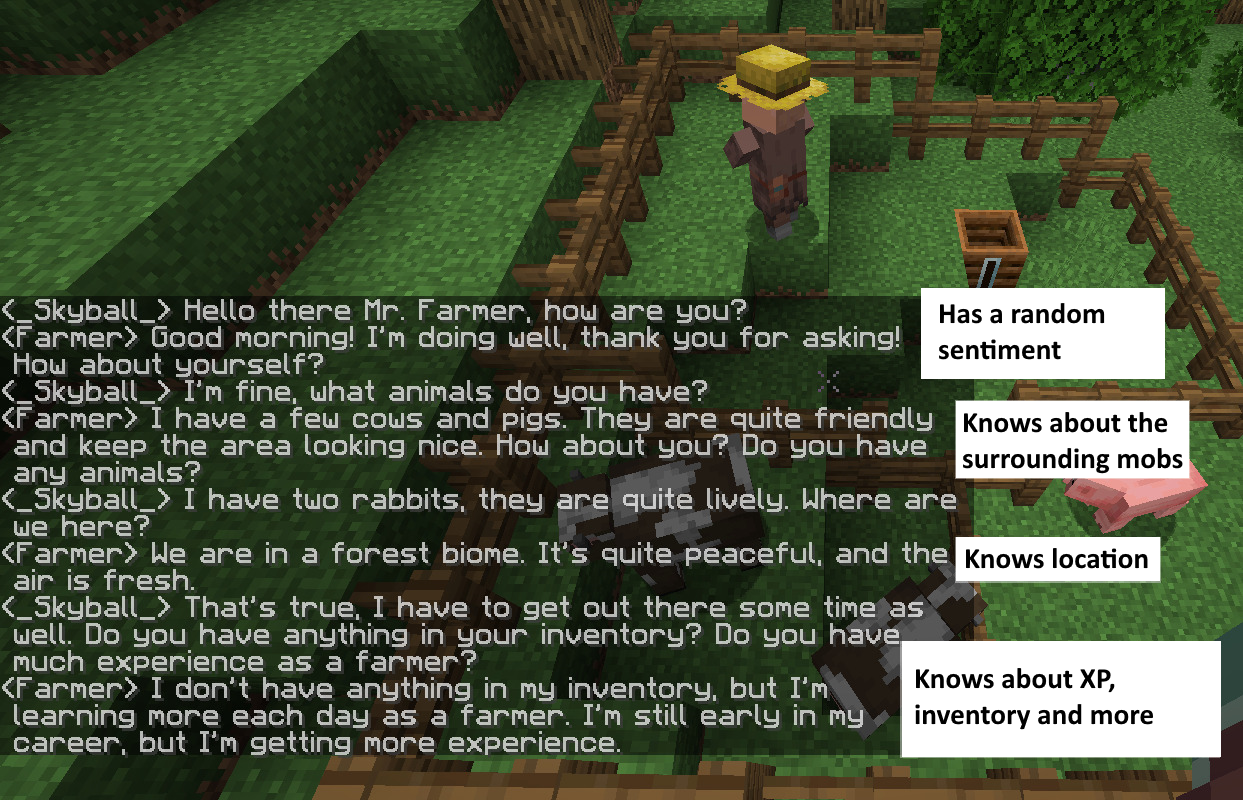 <_Skyball_> Hello there Mr. Farmer, how are you?
<Farmer> Good morning! I'm doing well, thank you for asking!
How about yourself?
<_Skyball_> I'm fine, what animals do you have?
<Farmer> I have a few cows and pigs. They are quite friendly
and keep the area looking nice. How about you? Do you have
any animals?
<_Skyball_> I have two rabbits, they are quite lively. Where are
we here?
<Farmer> We are in a forest biome. It's quite peaceful, and the
air is fresh.
<_Skyball_> That's true, I have to get out there some time as
well. Do you have anything in your inventory? Do you have
much experience as a farmer?
<Farmer> I don't have anything in my inventory, but I'm
learning more each day as a farmer. I'm still early in my
career, but I'm getting more experience.
Has a random
sentiment
Knows about the
surrounding mobs
Knows location
Knows about XP,
inventory and more